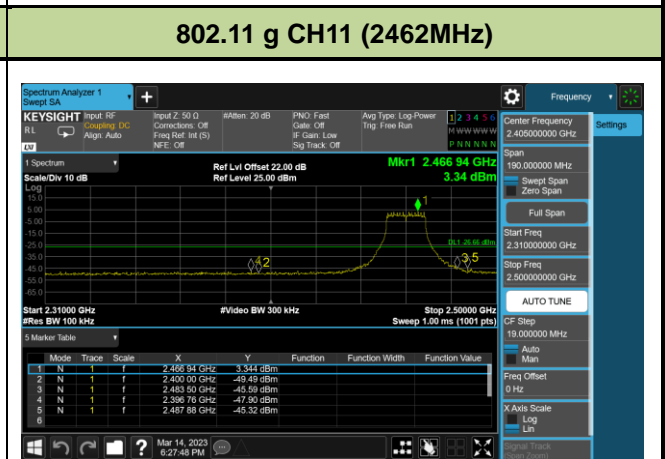 802.11 g CH11 (2462MHz)
Spectrum Analyzer 1
Swept SA
Frequency
KEYSIGHT
RL
Input: RF
Coupling: DC
Align: Auto
Input Z: 50 Ω
Corrections: Off
Freq Ref: Int (S)
NFE: Off
#Atten: 20 dB
PNO: Fast
Gate: Off
IF Gain: Low
Sig Track: Off
Avg Type: Log-Power
Trig: Free Run
1 2 3 4 5 6
M W W W W W
P N N N N N
Settings
1 Spectrum
Scale/Div 10 dB
Ref Lvl Offset 22.00 dB
Ref Level 25.00 dBm
Mkr1 2.466 94 GHz
3.34 dBm
Log
15.0
5.00
-5.00
-15.0
-25.0
-35.0
-45.0
-55.0
-65.0
1
DL1 -26.66 dBm
2
3
5
Start 2.31000 GHz
#Res BW 100 kHz
#Video BW 300 kHz
Stop 2.50000 GHz
Sweep 1.00 ms (1001 pts)
5 Marker Table
Mode Trace Scale X Y Function Function Width Function Value
1 N 1 f 2.466 94 GHz 3.344 dBm
2 N 1 f 2.400 00 GHz -49.49 dBm
3 N 1 f 2.483 50 GHz -45.59 dBm
4 N 1 f 2.396 76 GHz -47.90 dBm
5 N 1 f 2.487 88 GHz -45.32 dBm
6
Center Frequency
2.405000000 GHz
Span
190.000000 MHz
Swept Span
Zero Span
Full Span
Start Freq
2.310000000 GHz
Stop Freq
2.500000000 GHz
AUTO TUNE
CF Step
19.000000 MHz
Auto
Man
Freq Offset
0 Hz
X Axis Scale
Log
Lin
Signal Track
(Span Zoom)
?
Mar 14, 2023
6:27:48 PM